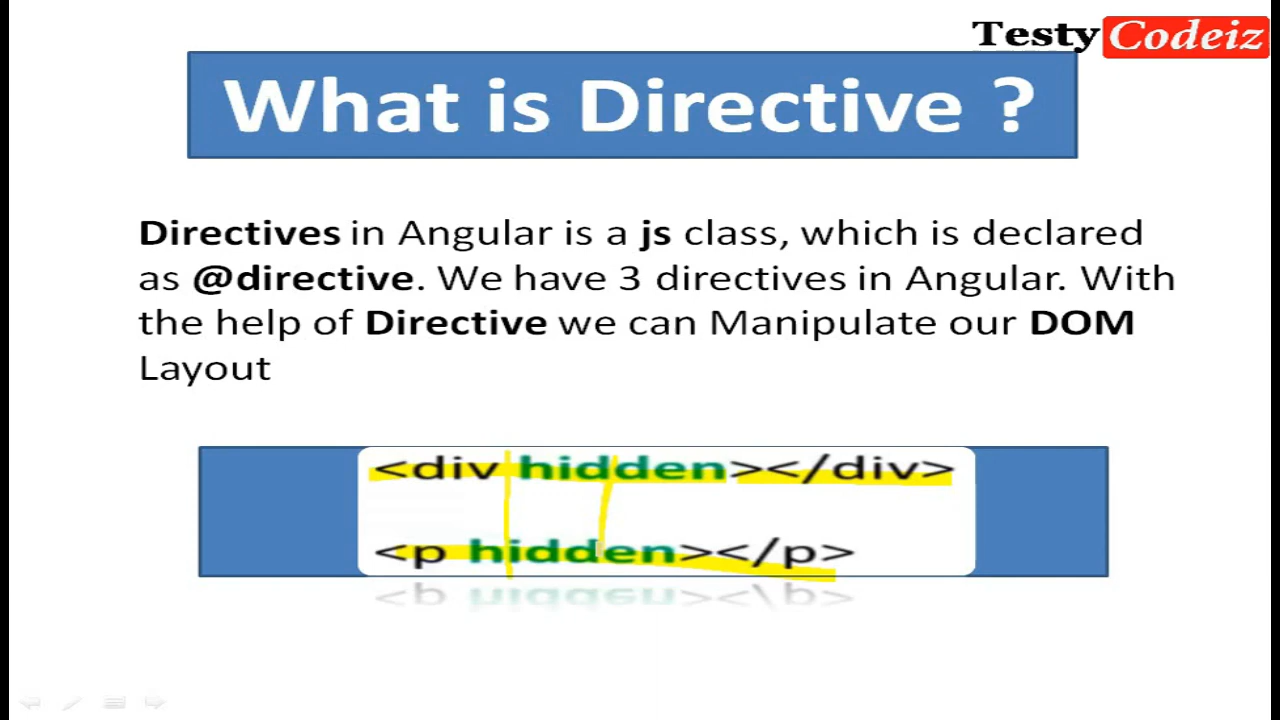 Testy Codeiz
What is Directive ?
Directives in Angular is a js class, which is declared
as @directive. We have 3 directives in Angular. With
the help of Directive we can Manipulate our DOM
Layout
<div hidden></div>
<p hidden></p>